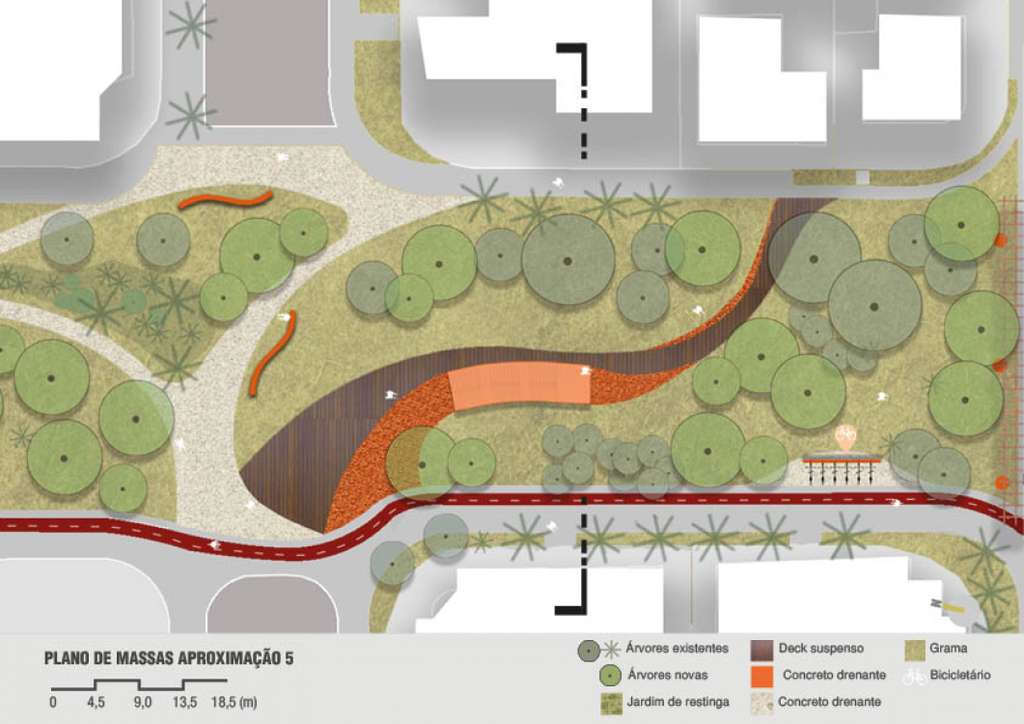 PLANO DE MASSAS APROXIMAÇÃO 5
0 4,5 9,0 13,5 18,5 (m)
Árvores existentes
Árvores novas
Jardim de restinga
Deck suspenso
Concreto drenante
Concreto drenante
Grama
Bicicletário